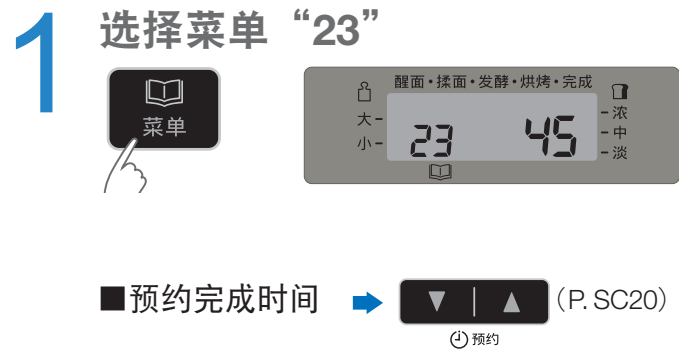 1 选择菜单“23”
菜单
醒面・揉面・发酵・烘烤・完成
大-
小-
23 45
-浓
-中
-淡
■预约完成时间 (P. SC20)
预约